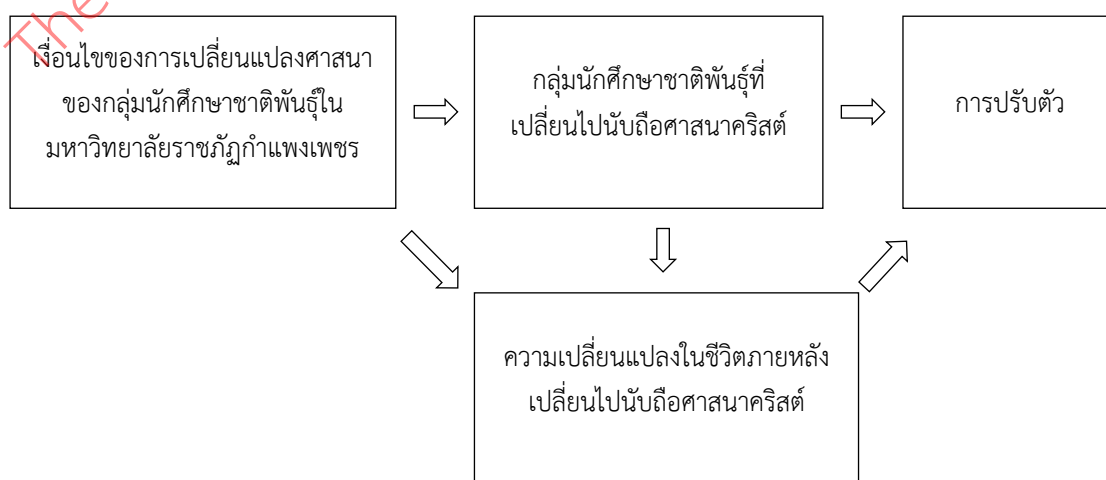 The
เงื่อนไขของการเปลี่ยนแปลงศาสนา
ของกลุ่มนักศึกษาชาติพันธุ์ใน
มหาวิทยาลัยราชภัฏกำแพงเพชร
กลุ่มนักศึกษาชาติพันธุ์ที่
เปลี่ยนไปนับถือศาสนาคริสต์
การปรับตัว
ความเปลี่ยนแปลงในชีวิตภายหลัง
เปลี่ยนไปนับถือศาสนาคริสต์